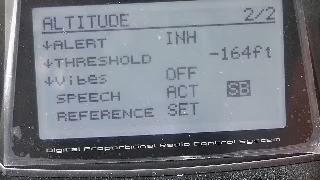 ALTITUDE 2/2
↓ALERT INH
↓THRESHOLD -164ft
↓Vibes OFF
SPEECH ACT SB
REFERENCE SET
Digital Proportional Radio Control System